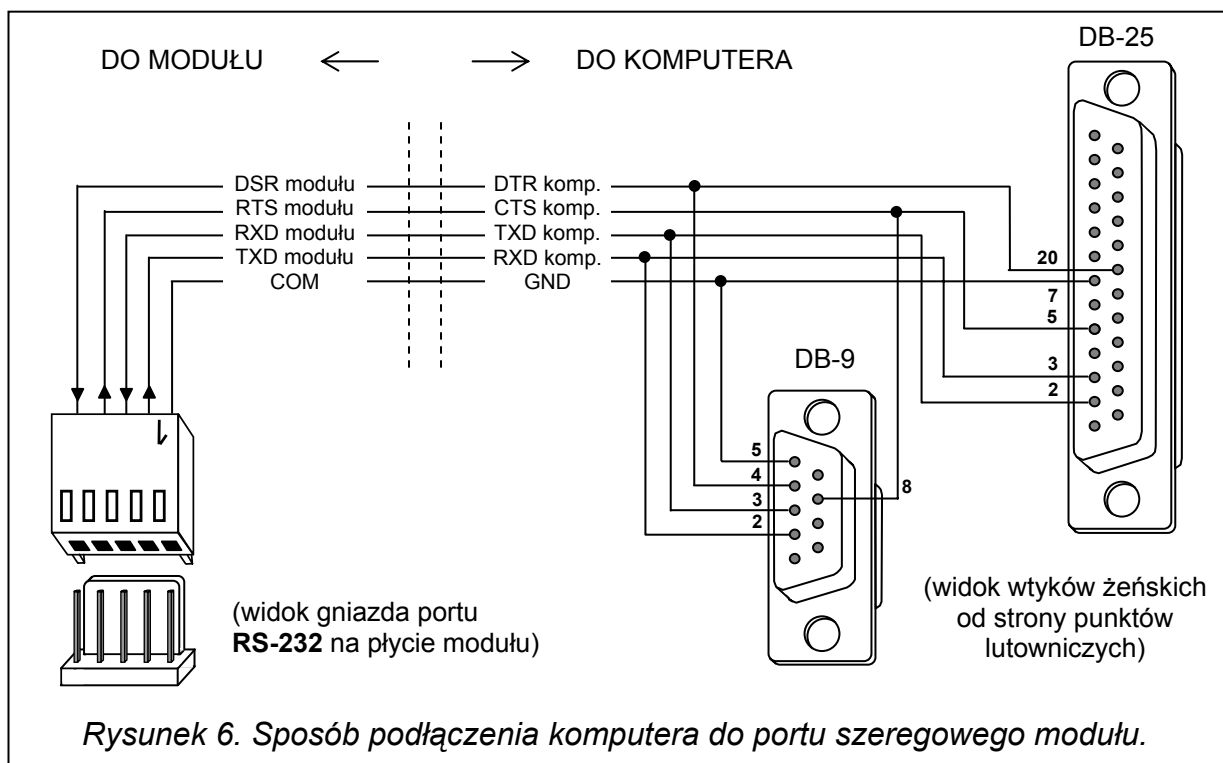 DO MODUŁU
DO KOMPUTERA
DB-25
DSR modułu
DTR komp.
RTS modułu
CTS komp.
RXD modułu
TXD komp.
TXD modułu
RXD komp.
COM
GND
20
7
5
3
2
DB-9
5
4
3
2
8
(widok gniazda portu
RS-232 na płycie modułu)
(widok wtyków żeńskich
od strony punktów
lutowniczych)
Rysunek 6. Sposób podłączenia komputera do portu szeregowego modułu.